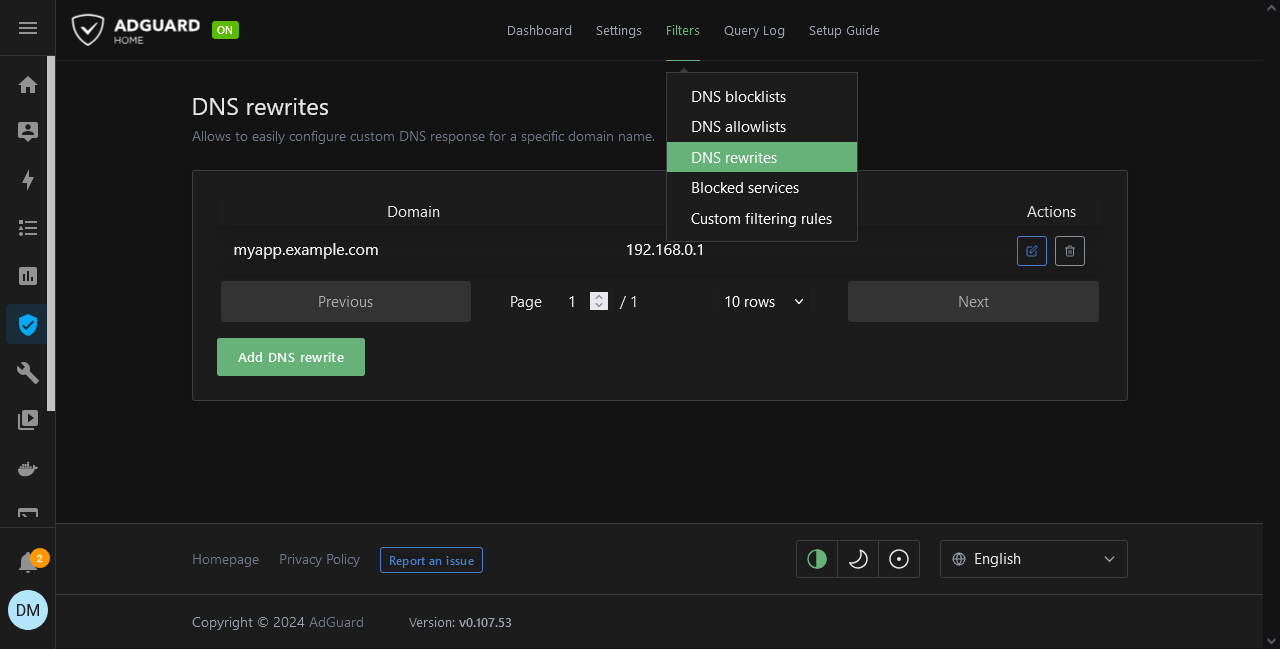 ADGUARD
HOME
ON
Dashboard
Settings
Filters
Query Log
Setup Guide
DNS blocklists
DNS allowlists
DNS rewrites
Blocked services
Custom filtering rules
DNS rewrites
Allows to easily configure custom DNS response for a specific domain name.
Domain
Actions
myapp.example.com
192.168.0.1
Previous
Page
1
/ 1
10 rows
Next
Add DNS rewrite
Homepage
Privacy Policy
Report an issue
English
Copyright © 2024 AdGuard
Version: v0.107.53
2
DM